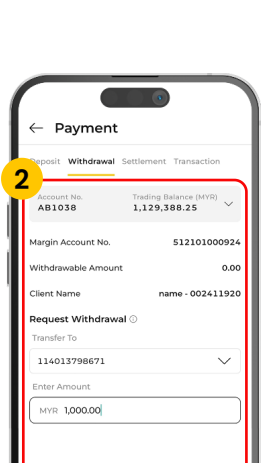 ← Payment
Deposit Withdrawal Settlement Transaction
2
Account No. Trading Balance (MYR)
AB1038 1,129,388.25
Margin Account No. 512101000924
Withdrawable Amount 0.00
Client Name name - 002411920
Request Withdrawal
Transfer To
114013798671
Enter Amount
MYR 1,000.00